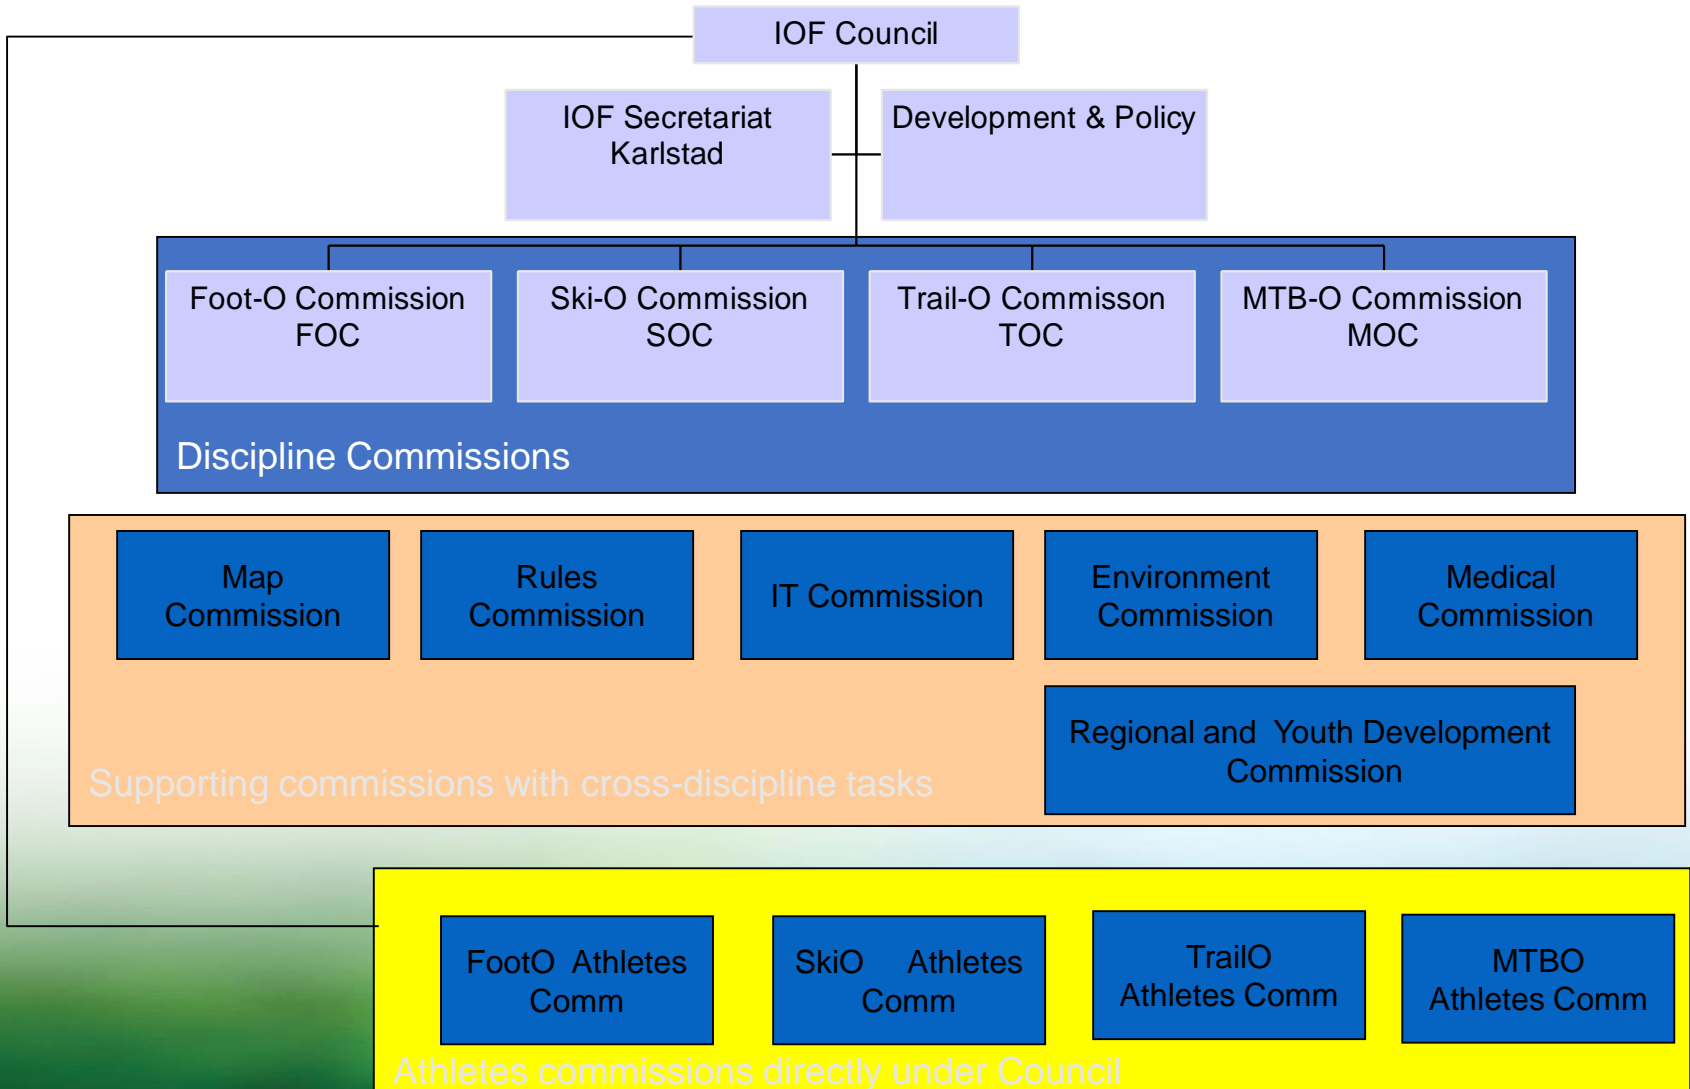 IOF Council
IOF Secretariat
Karlstad
Development & Policy
Foot-O Commission
FOC
Ski-O Commission
SOC
Trail-O Commisson
TOC
MTB-O Commission
MOC
Discipline Commissions
Map
Commission
Rules
Commission
IT Commission
Environment
Commission
Medical
Commission
Regional and Youth Development
Commission
Supporting commissions with cross-discipline tasks
FootO Athletes
Comm
SkiO Athletes
Comm
TrailO
Athletes Comm
MTBO
Athletes Comm
Athletes commissions directly under Council